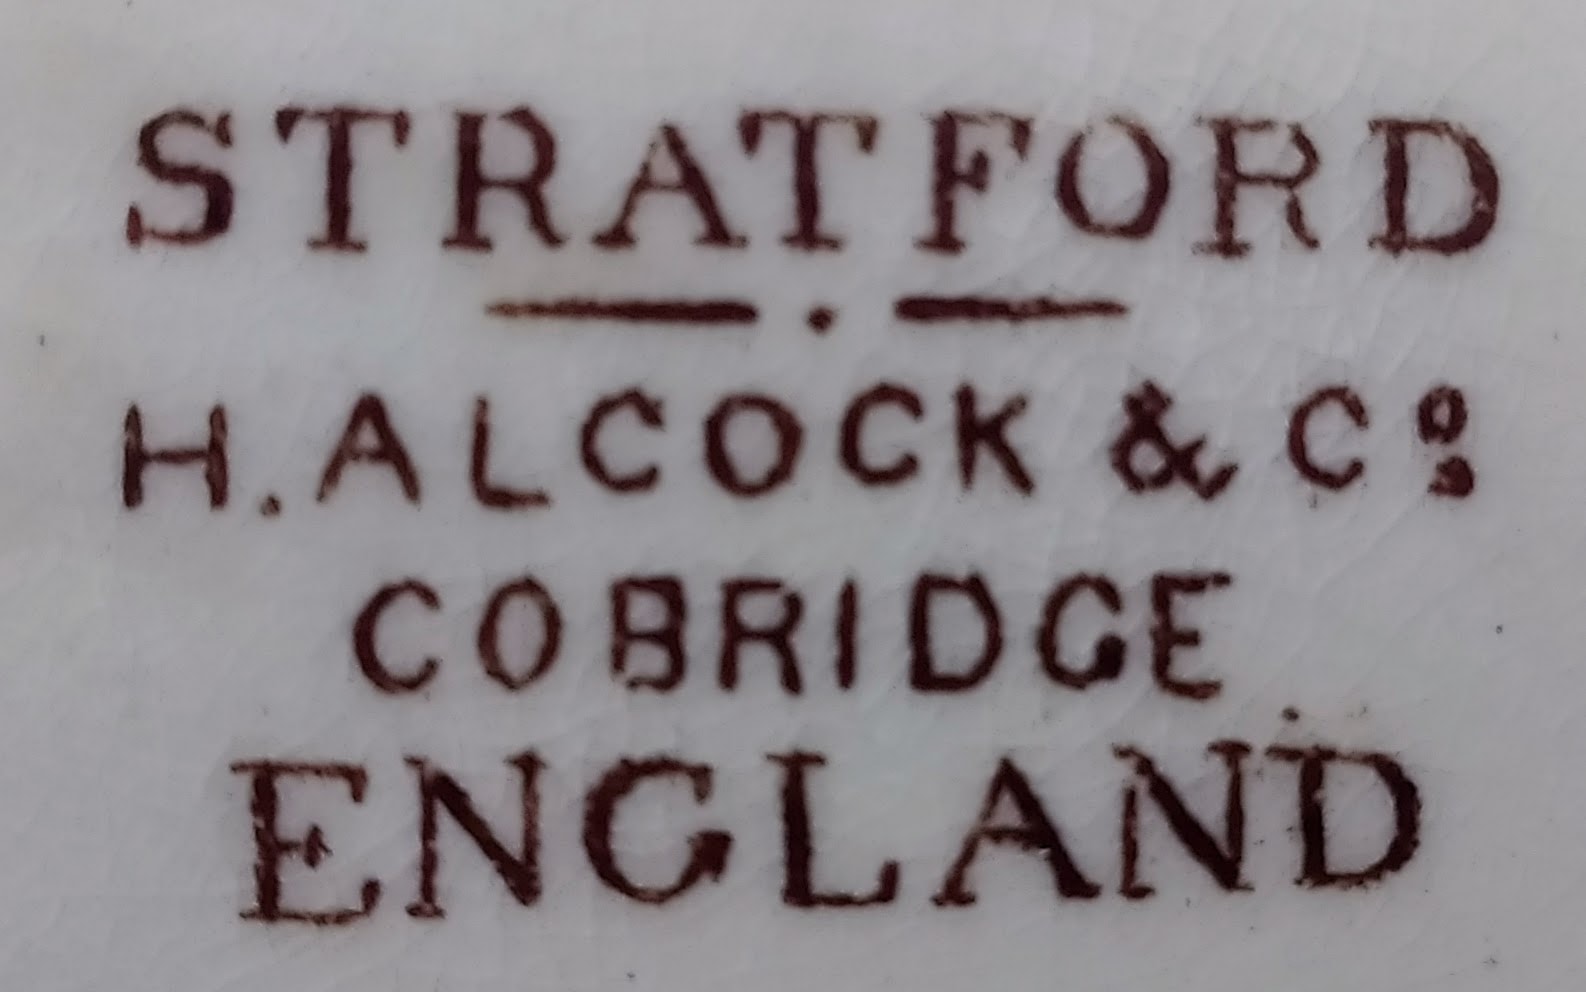 STRATFORD
H. ALCOCK & Cº:
COBRIDGE
ENGLAND